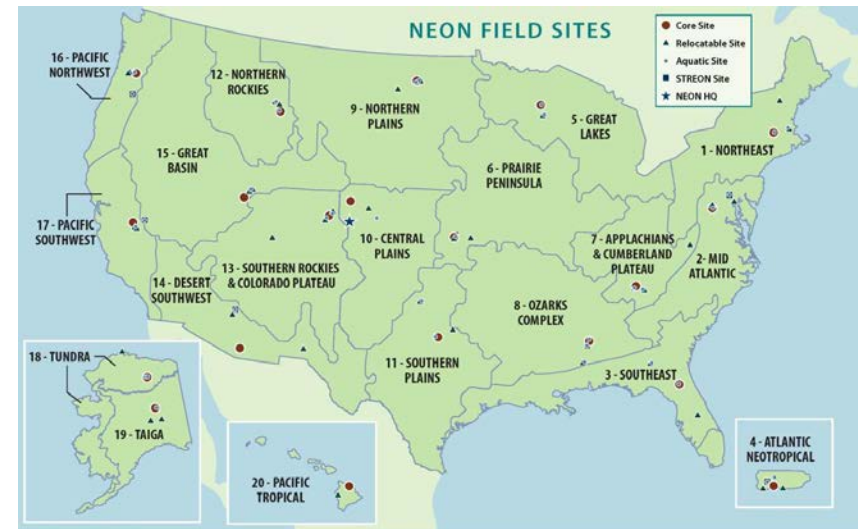 NEON FIELD SITES
Core Site
Relocatable Site
Aquatic Site
STREON Site
NEON HQ
16 - PACIFIC
NORTHWEST
12 - NORTHERN
ROCKIES
9 - NORTHERN
PLAINS
5 - GREAT
LAKES
1 - NORTHEAST
15 - GREAT
BASIN
6 - PRAIRIE
PENINSULA
17 - PACIFIC
SOUTHWEST
10 - CENTRAL
PLAINS
7 - APPLACHIANS
& CUMBERLAND
PLATEAU
2- MID
ATLANTIC
14 - DESERT
SOUTHWEST
13 - SOUTHERN ROCKIES
& COLORADO PLATEAU
8 - OZARKS
COMPLEX
11 - SOUTHERN
PLAINS
3 - SOUTHEAST
18 - TUNDRA
19 - TAIGA
20 - PACIFIC
TROPICAL
4 - ATLANTIC
NEOTROPICAL